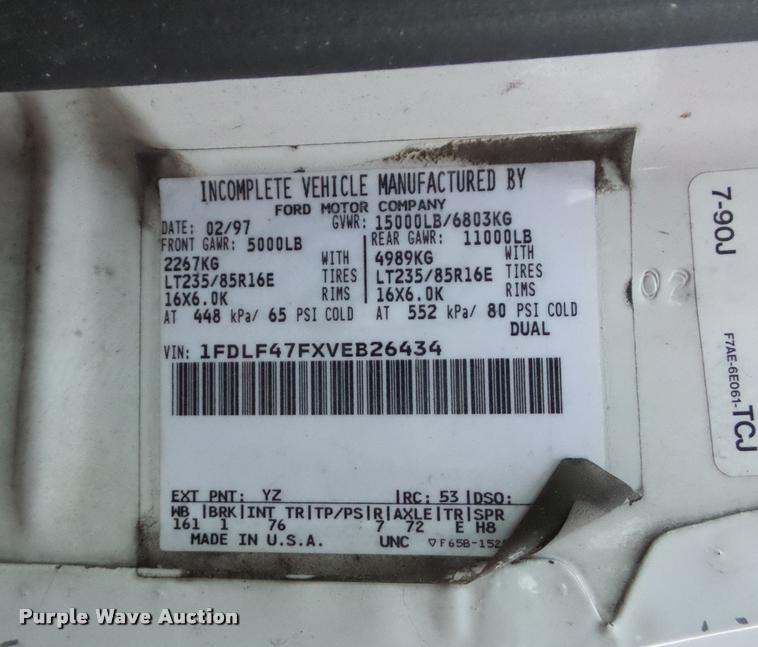 INCOMPLETE VEHICLE MANUFACTURED BY
FORD MOTOR COMPANY
DATE: 02/97 GVWR: 15000LB/6803KG
FRONT GAWR: 5000LB REAR GAWR: 11000LB
2267KG WITH 4989KG WITH
LT235/85R16E TIRES LT235/85R16E TIRES
16X6.0K RIMS 16X6.0K RIMS
AT 448 kPa/ 65 PSI COLD AT 552 kPa/ 80 PSI COLD
DUAL
VIN: 1FDLF47FXVEB26434
EXT PNT: YZ RC: 53 DSO:
WB BRK INT TR TP/PS R AXLE TR SPR
161 1 76 7 72 E H8
MADE IN U.S.A. UNC F65B-152
02
7-90J
F7AE-6E061-TCJ
Purple Wave Auction